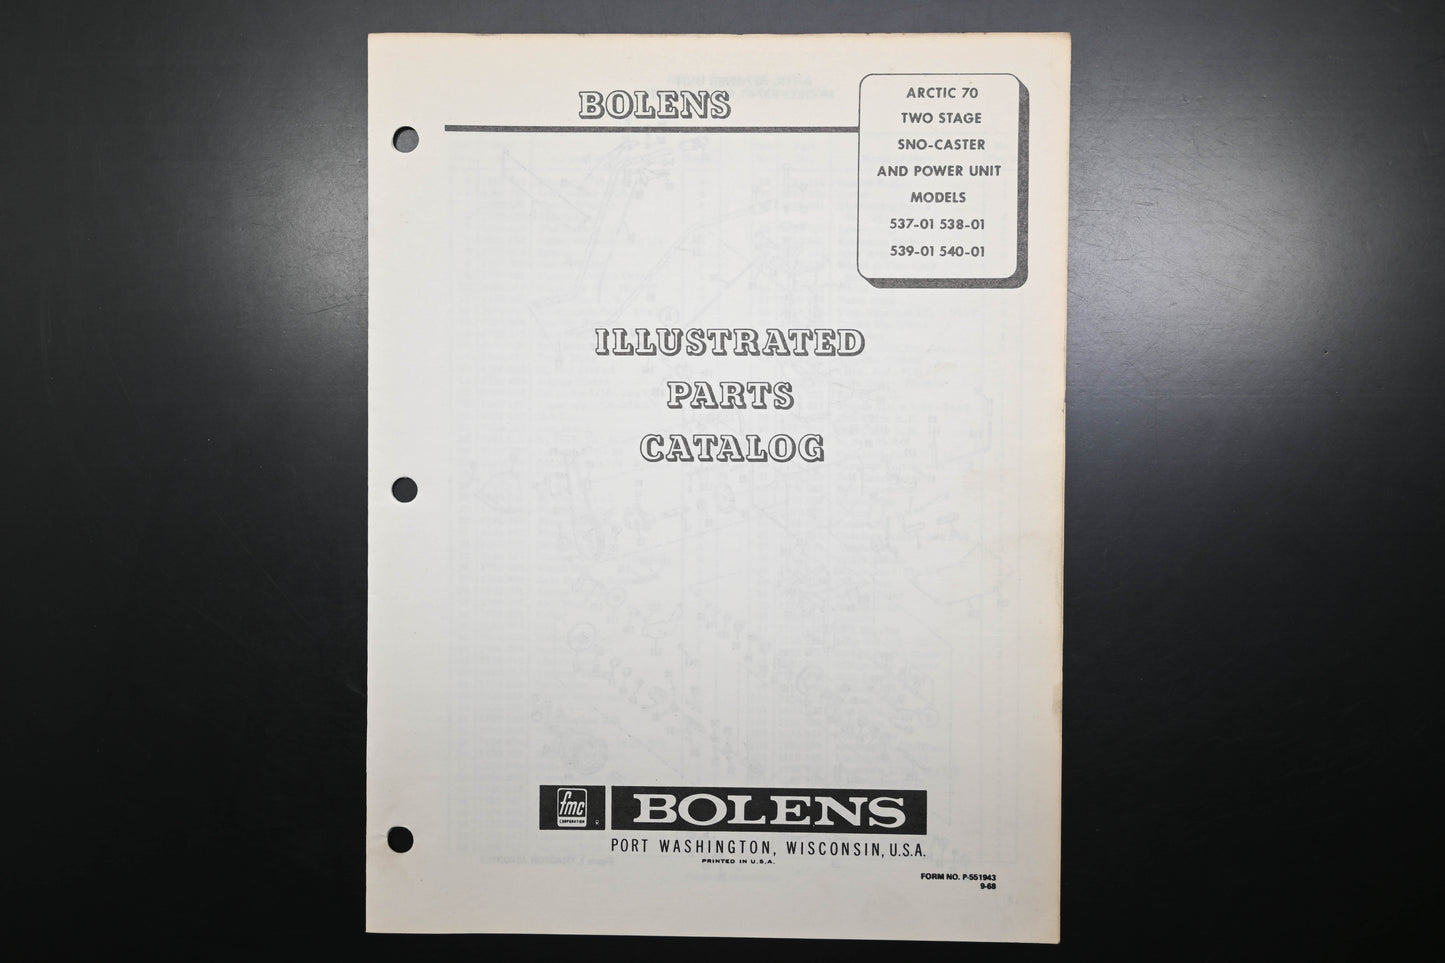 BOLENS
ARCTIC 70
TWO STAGE
SNO-CASTER
AND POWER UNIT
MODELS
537-01 538-01
539-01 540-01
ILLUSTRATED
PARTS
CATALOG
fmc
CORPORATION
R
BOLENS
PORT WASHINGTON, WISCONSIN, U.S.A.
PRINTED IN U.S.A.
FORM NO. P-551943
9-68